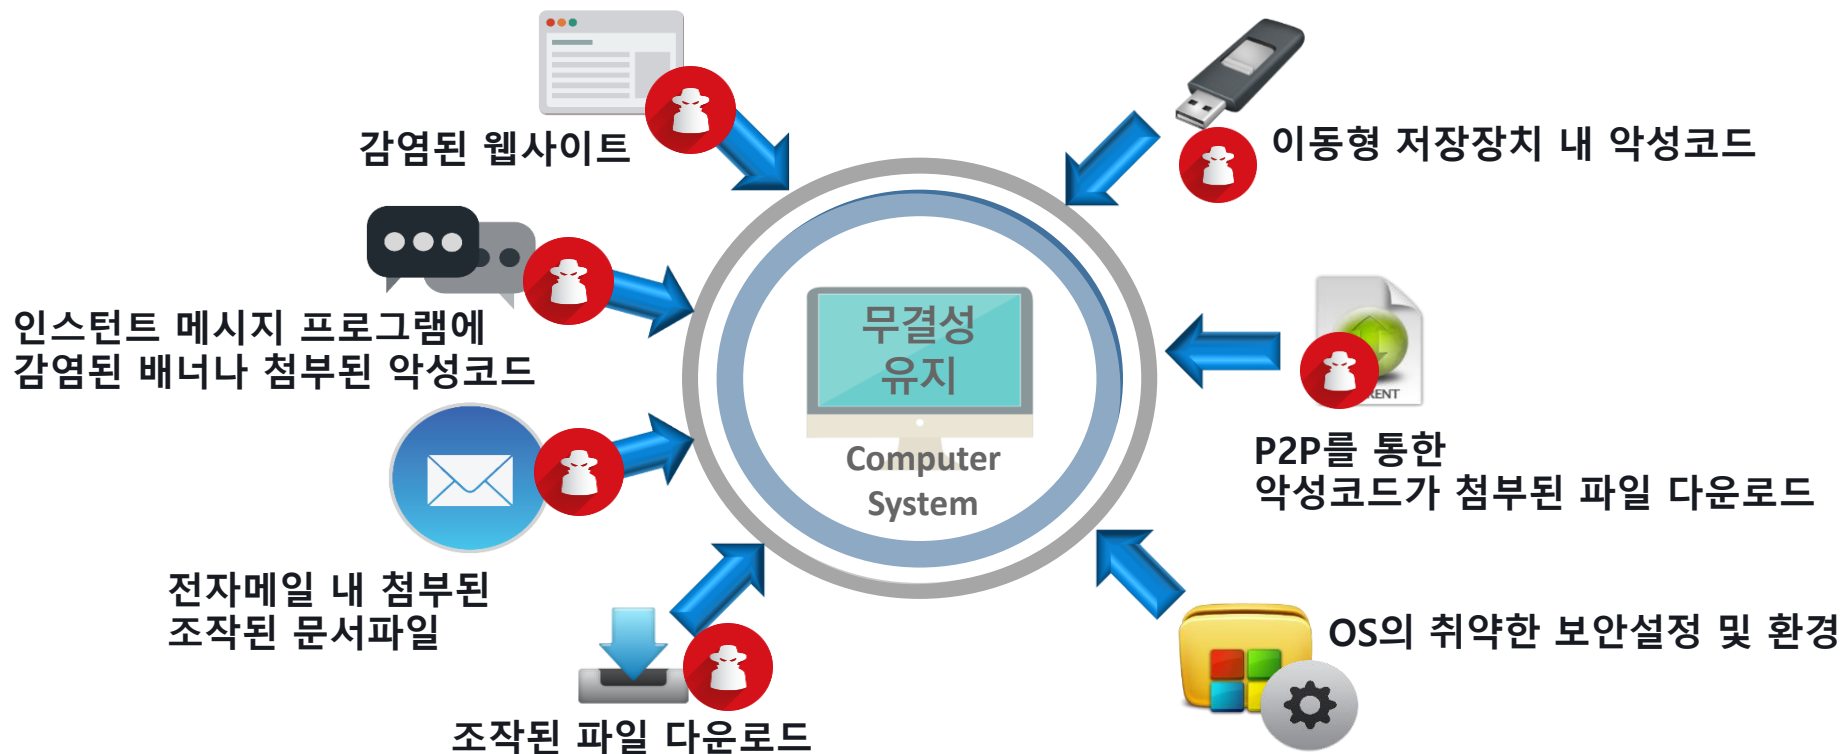 감염된 웹사이트
이동형 저장장치 내 악성코드
인스턴트 메시지 프로그램에
감염된 배너나 첨부된 악성코드
무결성
유지
Computer
System
P2P를 통한
악성코드가 첨부된 파일 다운로드
전자메일 내 첨부된
조작된 문서파일
OS의 취약한 보안설정 및 환경
조작된 파일 다운로드